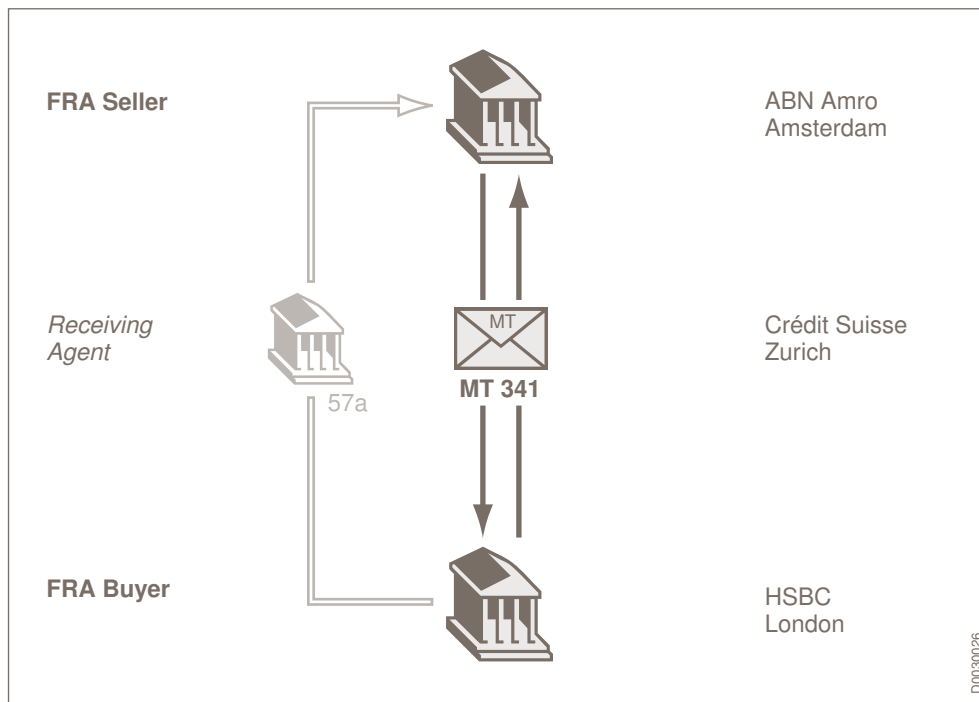 FRA Seller
ABN Amro
Amsterdam
Receiving
Agent
57a
MT
MT 341
Crédit Suisse
Zurich
FRA Buyer
HSBC
London
D0030026